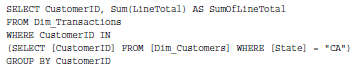 SELECT CustomerID, Sum(LineTotal) AS SumOfLineTotal
FROM Dim_Transactions
WHERE CustomerID IN
(SELECT [CustomerID] FROM [Dim_Customers] WHERE [State] = "CA")
GROUP BY CustomerID